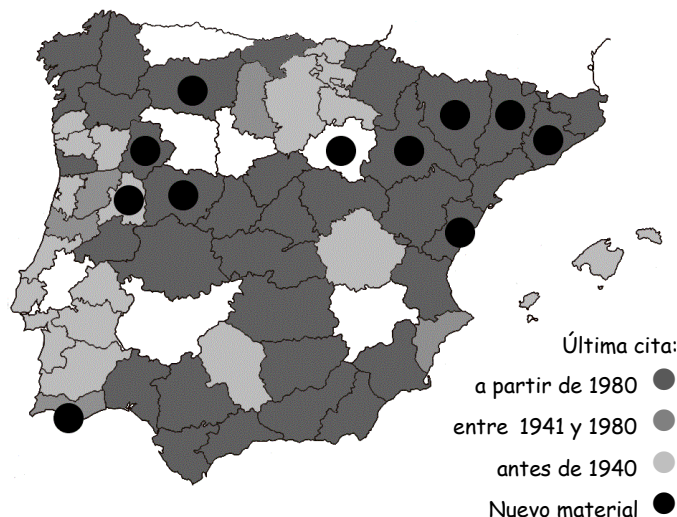 Última cita:
a partir de 1980
entre 1941 y 1980
antes de 1940
Nuevo material